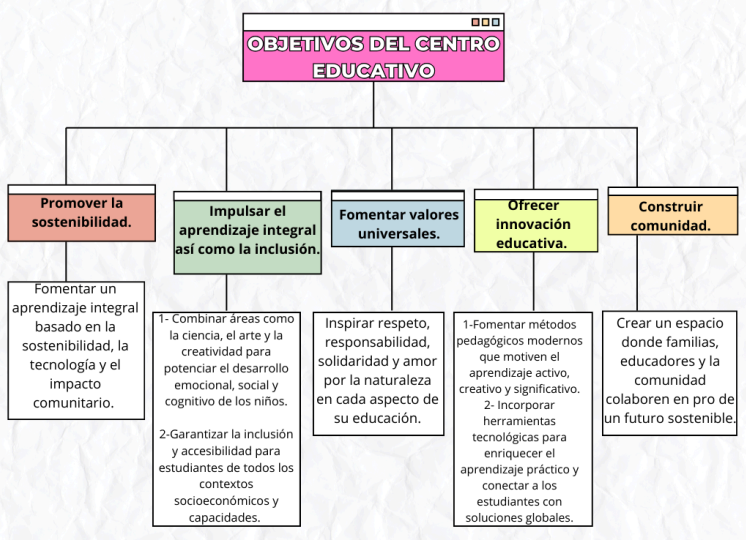 OBJETIVOS DEL CENTRO
EDUCATIVO
Promover la
sostenibilidad.
Fomentar un
aprendizaje integral
basado en la
sostenibilidad, la
tecnología y el
impacto
comunitario.
Impulsar el
aprendizaje integral
así como la inclusión.
1- Combinar áreas como
la ciencia, el arte y la
creatividad para
potenciar el desarrollo
emocional, social y
cognitivo de los niños.
2-Garantizar la inclusión
y accesibilidad para
estudiantes de todos los
contextos
socioeconómicos y
capacidades.
Fomentar valores
universales.
Inspirar respeto,
responsabilidad,
solidaridad y amor
por la naturaleza
en cada aspecto de
su educación.
Ofrecer
innovación
educativa.
1-Fomentar métodos
pedagógicos modernos
que motiven el
aprendizaje activo,
creativo y significativo.
2- Incorporar
herramientas
tecnológicas para
enriquecer el
aprendizaje práctico y
conectar a los
estudiantes con
soluciones globales.
Construir
comunidad.
Crear un espacio
donde familias,
educadores y la
comunidad
colaboren en pro de
un futuro sostenible.